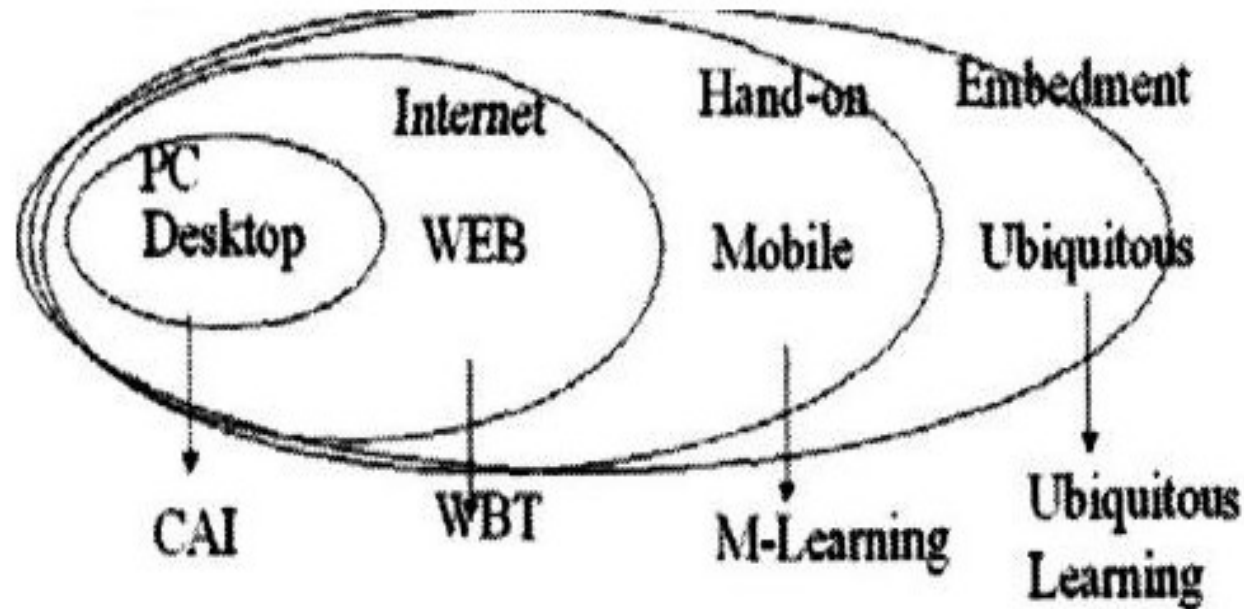 PC
Desktop
Internet
WEB
Hand-on
Mobile
Embedment
Ubiquitous
CAI
WBT
M-Learning
Ubiquitous
Learning